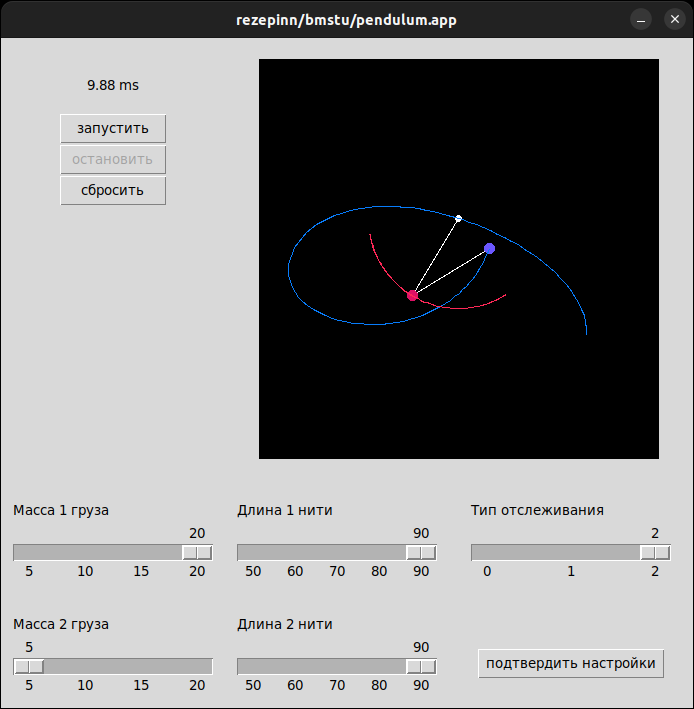 rezepinn/bmstu/pendulum.app
9.88 ms
запустить
остановить
сбросить
Масса 1 груза
Длина 1 нити
Тип отслеживания
20
90
2
5 10 15 20
50 60 70 80 90
0 1 2
Масса 2 груза
Длина 2 нити
5
90
5 10 15 20
50 60 70 80 90
подтвердить настройки